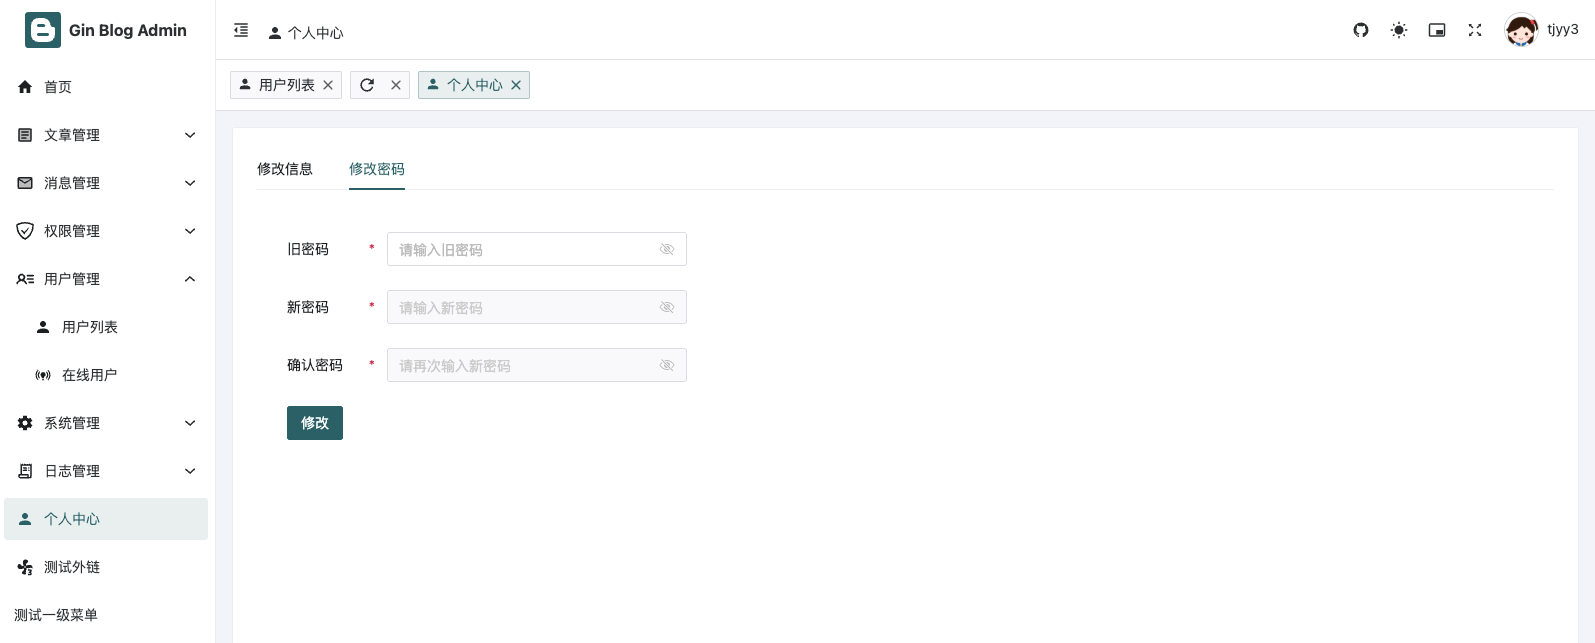 Gin Blog Admin
首页
文章管理
消息管理
权限管理
用户管理
用户列表
在线用户
系统管理
日志管理
个人中心
测试外链
测试一级菜单
个人中心
tjyy3
用户列表
个人中心
修改信息 修改密码
旧密码 * 请输入旧密码
新密码 * 请输入新密码
确认密码 * 请再次输入新密码
修改